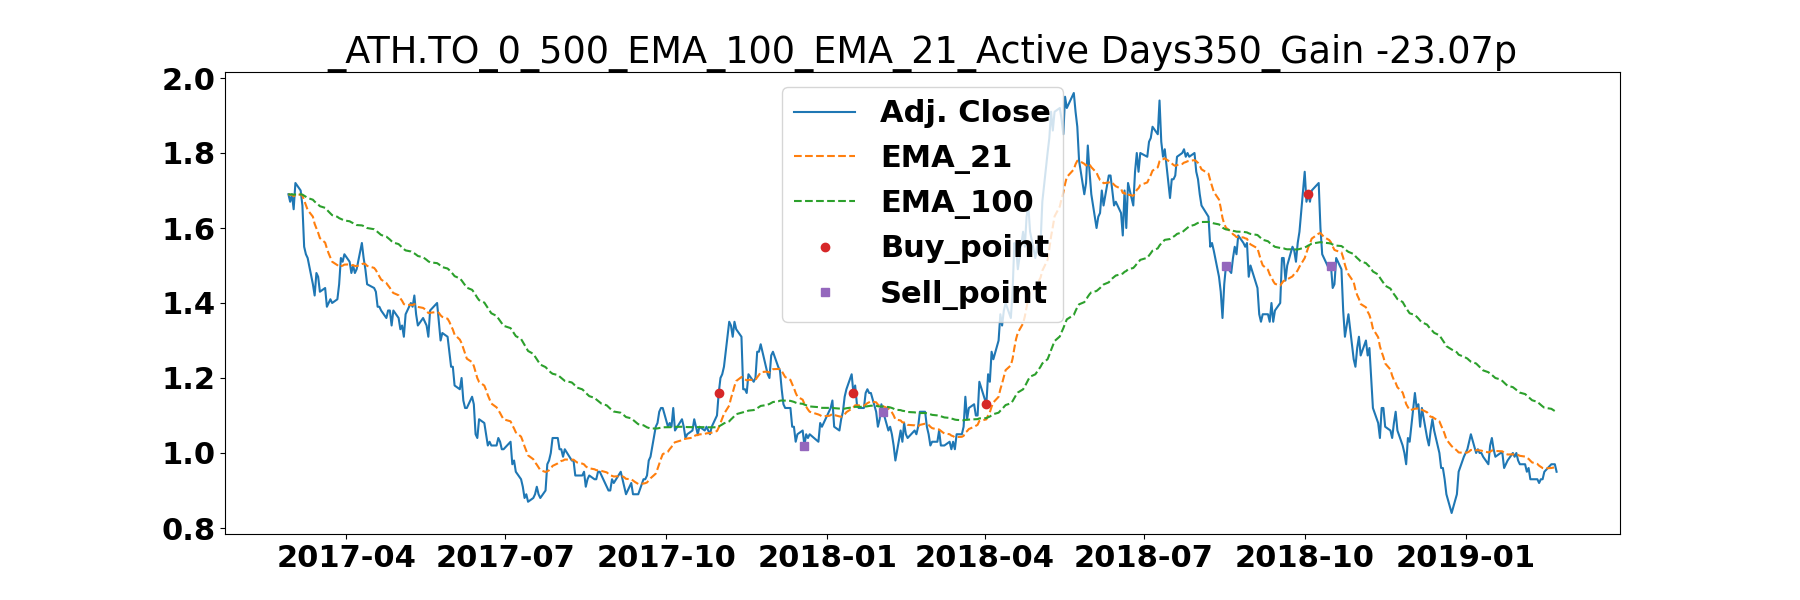 _ATH.TO_0_500_EMA_100_EMA_21_Active Days350_Gain -23.07p
2.0
1.8
1.6
1.4
1.2
1.0
0.8
Adj. Close
EMA_21
EMA_100
Buy_point
Sell_point
2017-04 2017-07 2017-10 2018-01 2018-04 2018-07 2018-10 2019-01